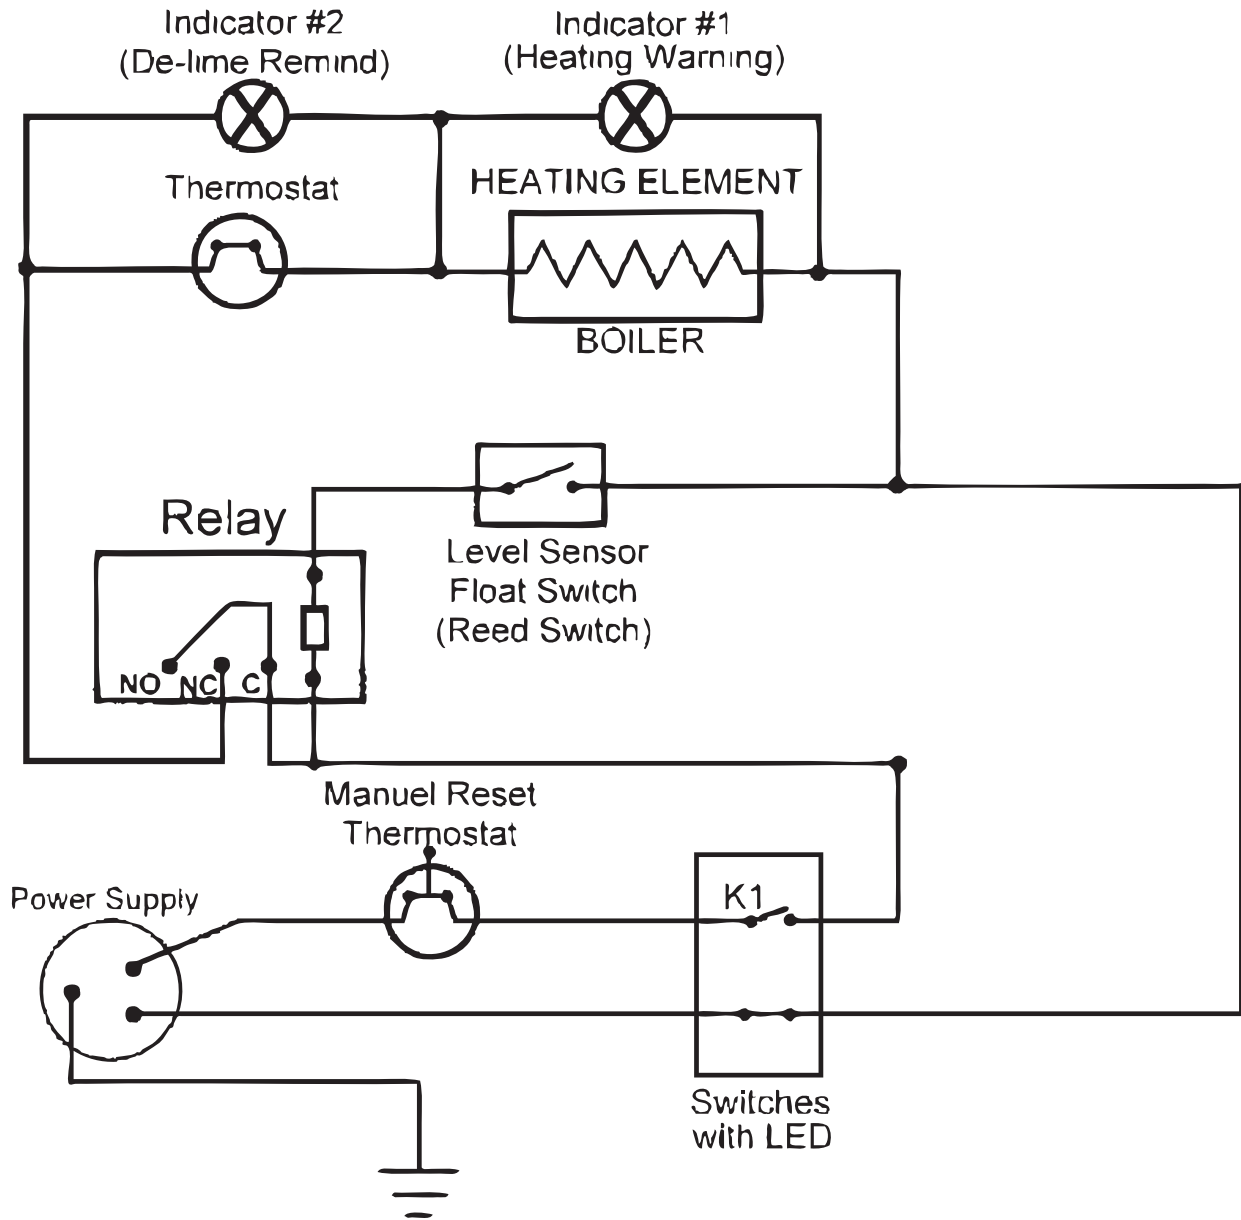 Indicator #2
(De-lime Remind)
Indicator #1
(Heating Warning)
Thermostat
HEATING ELEMENT
BOILER
Relay
NO NC C
Level Sensor
Float Switch
(Reed Switch)
Manuel Reset
Thermostat
Power Supply
K1
Switches
with LED